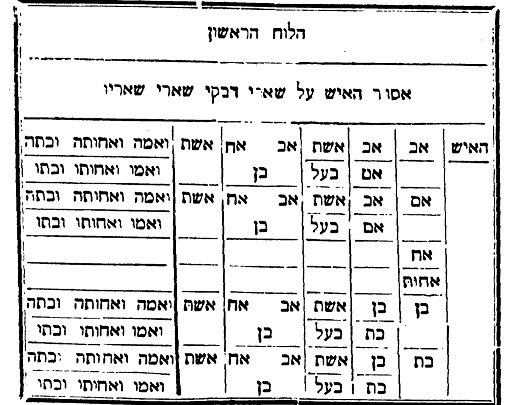 הלוח הראשון
אסור האיש על שארי דבקי שארי שאריו
האיש אב אב אשת אב אח אשת ואמה ואחותה ובתה
אם בעל בן ואמו ואחותו ובתו
אם אב אשת אב אח אשת ואמה ואחותה ובתה
אם בעל בן ואמו ואחותו ובתו
אח
אחות
בן בן אשת אב אח אשת ואמה ואחותה ובתה
בת בעל בן ואמו ואחותו ובתו
בת בן אשת אב אח אשת ואמה ואחותה ובתה
בת בעל בן ואמו ואחותו ובתו